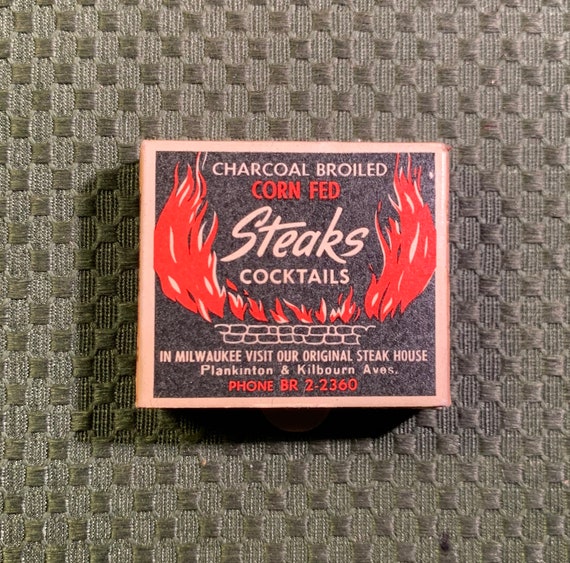 CHARCOAL BROILED
CORN FED
Steaks
COCKTAILS
IN MILWAUKEE VISIT OUR ORIGINAL STEAK HOUSE
Plankinton & Kilbourn Aves.
PHONE BR 2-2360